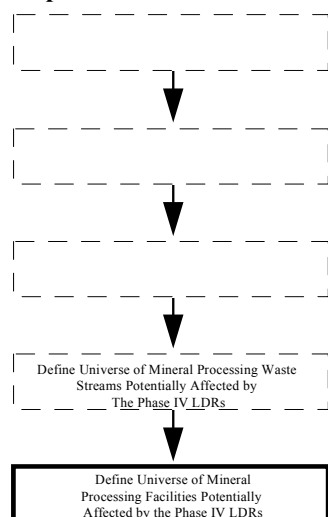 Define Universe of Mineral Processing Waste
Streams Potentially Affected by
The Phase IV LDRs
Define Universe of Mineral
Processing Facilities Potentially
Affected by the Phase IV LDRs